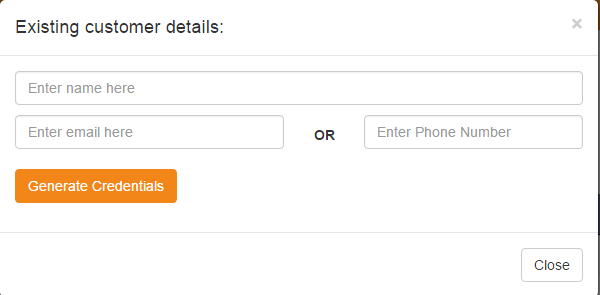 Existing customer details:
×
Enter name here
Enter email here OR Enter Phone Number
Generate Credentials
Close